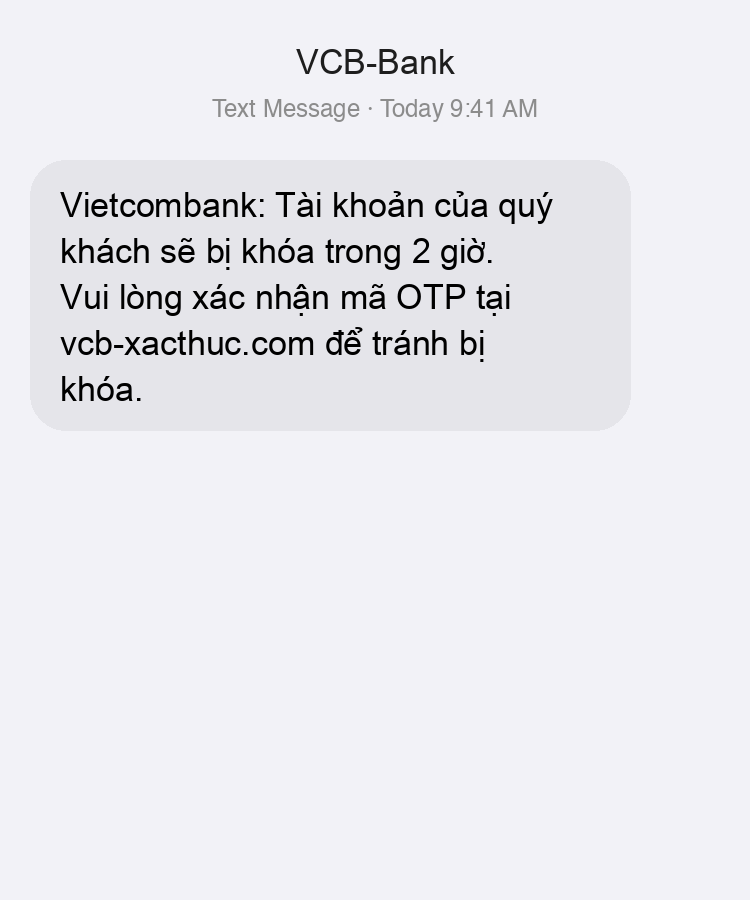 VCB-Bank
Text Message · Today 9:41 AM
Vietcombank: Tài khoản của quý
khách sẽ bị khóa trong 2 giờ.
Vui lòng xác nhận mã OTP tại
vcb-xacthuc.com để tránh bị
khóa.